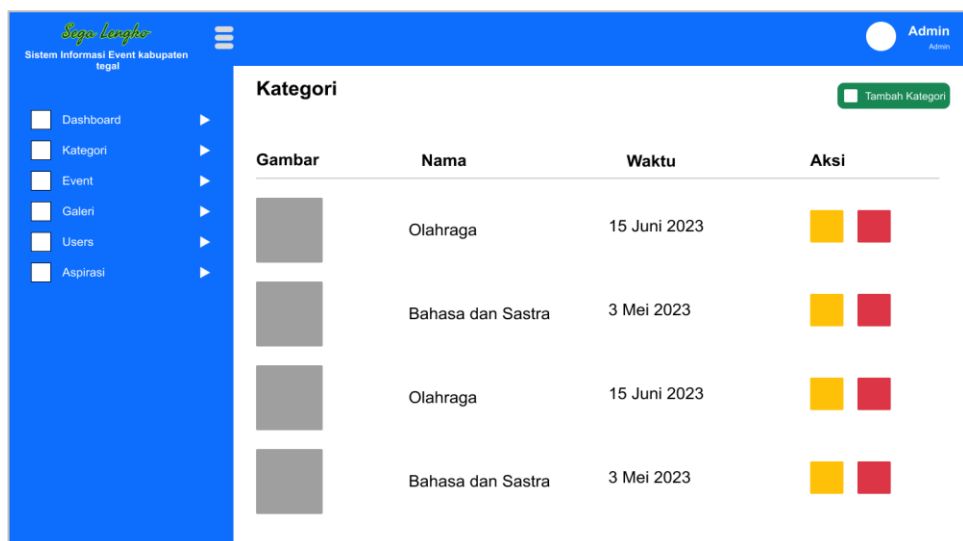 Sega Lengko
Sistem Informasi Event kabupaten
tegal
Admin
Admin
Dashboard
Kategori
Event
Galeri
Users
Aspirasi
Kategori
Tambah Kategori
Gambar Nama Waktu Aksi
Olahraga 15 Juni 2023
Bahasa dan Sastra 3 Mei 2023
Olahraga 15 Juni 2023
Bahasa dan Sastra 3 Mei 2023